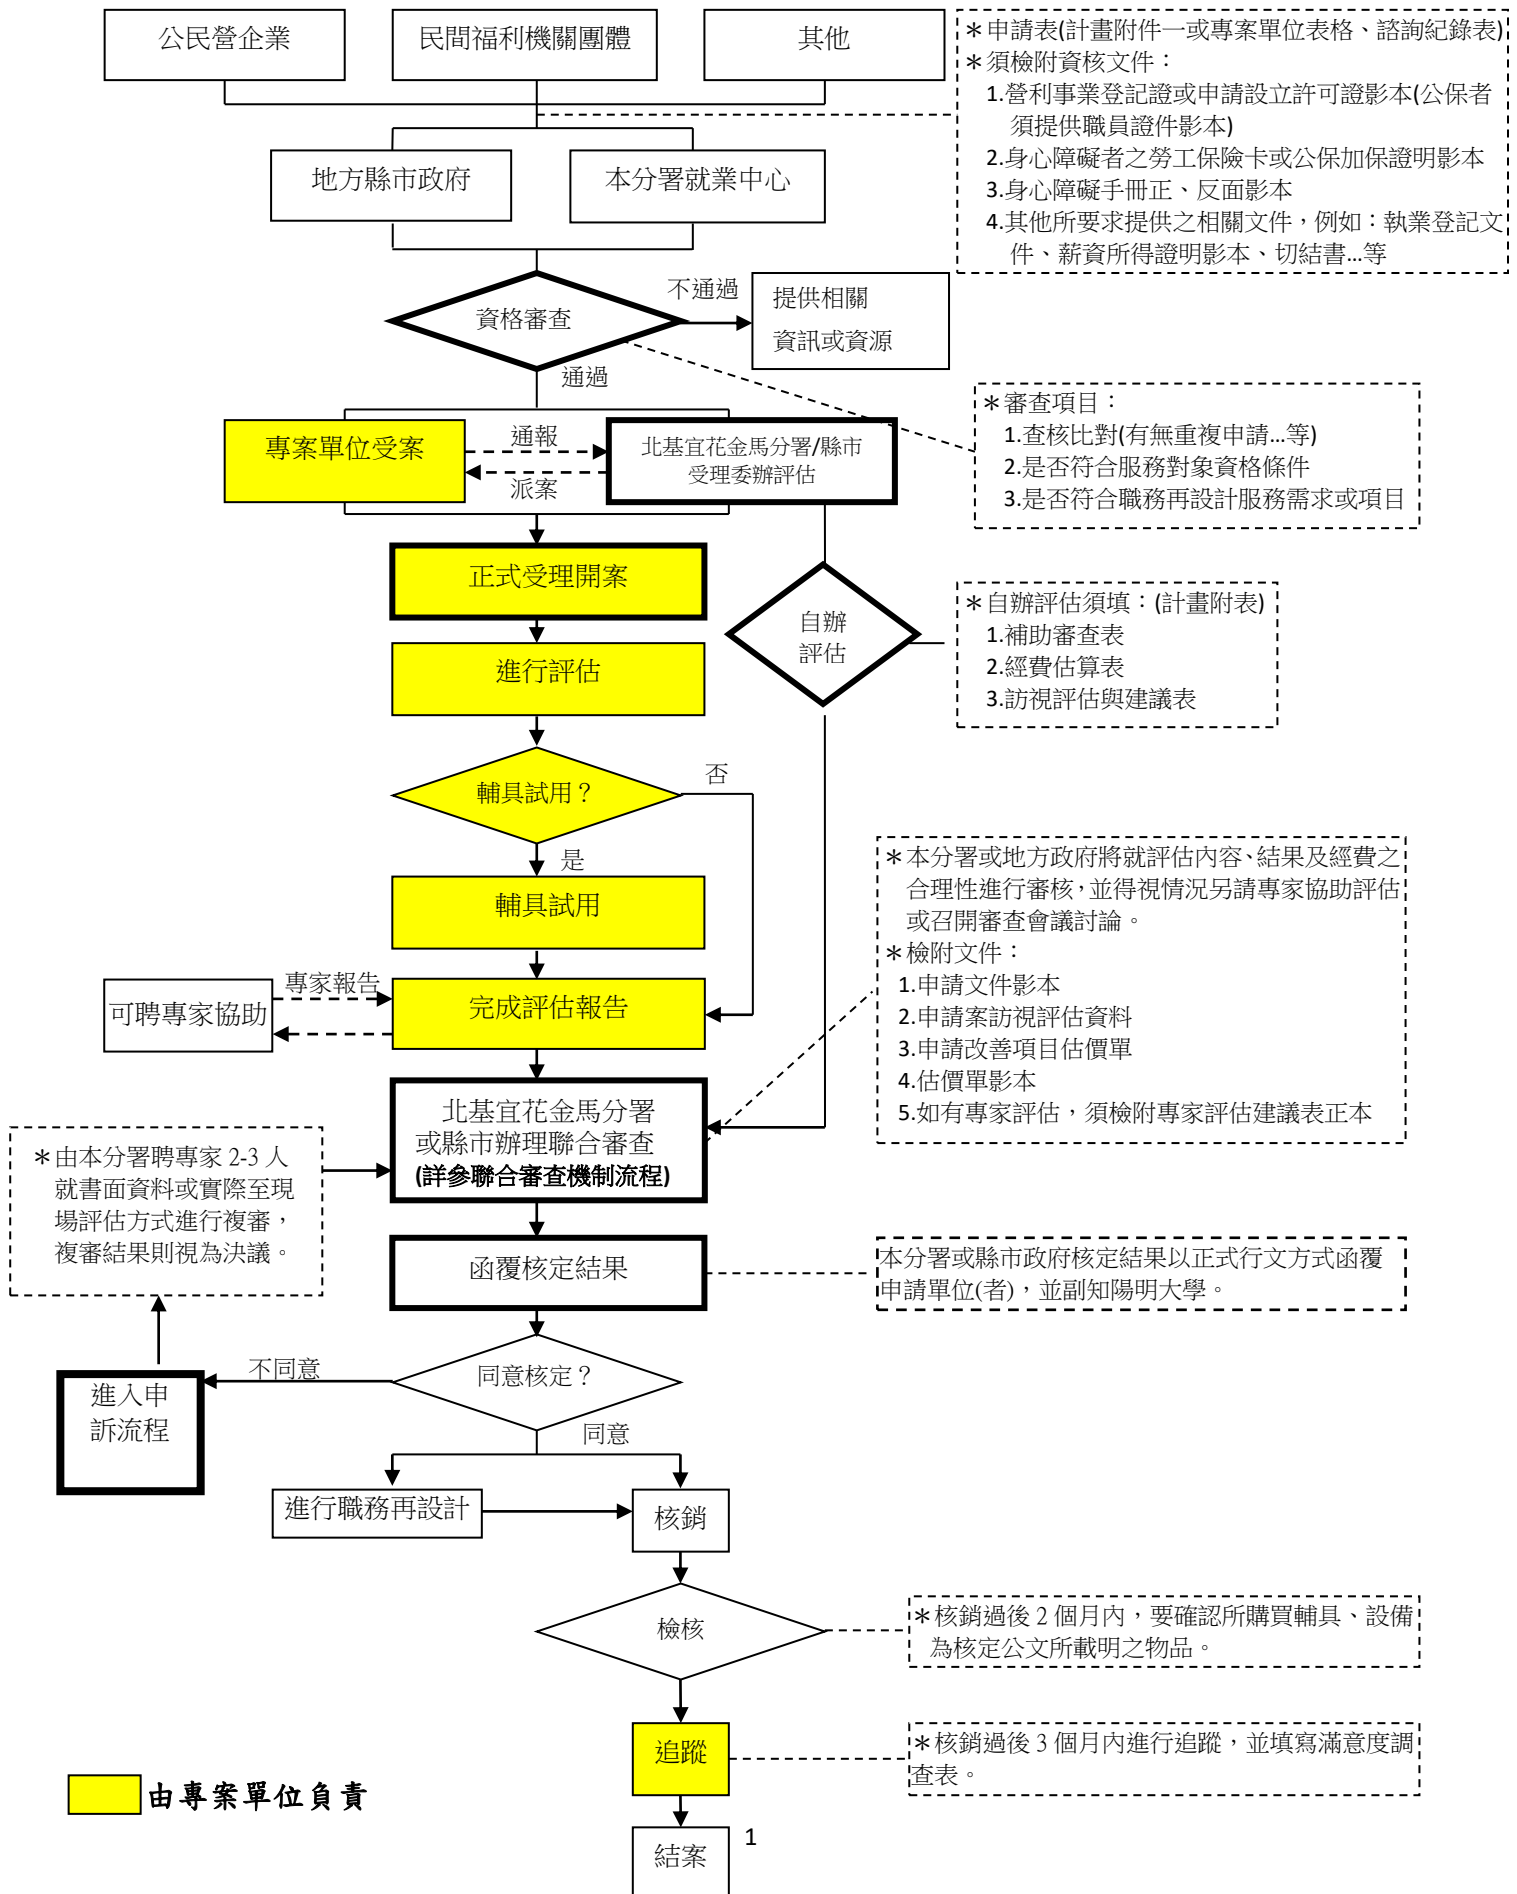 公民營企業
民間福利機關團體
其他
＊申請表(計畫附件一或專案單位表格、諮詢紀錄表)
＊須檢附資核文件：
1.營利事業登記證或申請設立許可證影本(公保者
須提供職員證件影本)
2.身心障礙者之勞工保險卡或公保加保證明影本
3.身心障礙手冊正、反面影本
4.其他所要求提供之相關文件，例如：執業登記文
件、薪資所得證明影本、切結書...等
地方縣市政府
本分署就業中心
資格審查
不通過
提供相關
資訊或資源
通過
＊審查項目：
1.查核比對(有無重複申請...等)
2.是否符合服務對象資格條件
3.是否符合職務再設計服務需求或項目
專案單位受案
通報
派案
北基宜花金馬分署/縣市
受理委辦評估
正式受理開案
自辦
評估
＊自辦評估須填：(計畫附表)
1.補助審查表
2.經費估算表
3.訪視評估與建議表
進行評估
輔具試用？
否
是
輔具試用
＊本分署或地方政府將就評估內容、結果及經費之
合理性進行審核，並得視情況另請專家協助評估
或召開審查會議討論。
＊檢附文件：
1.申請文件影本
2.申請案訪視評估資料
3.申請改善項目估價單
4.估價單影本
5.如有專家評估，須檢附專家評估建議表正本
可聘專家協助
專家報告
完成評估報告
北基宜花金馬分署
或縣市辦理聯合審查
(詳參聯合審查機制流程)
＊由本分署聘專家 2-3 人
就書面資料或實際至現
場評估方式進行複審，
複審結果則視為決議。
函覆核定結果
本分署或縣市政府核定結果以正式行文方式函覆
申請單位(者)，並副知陽明大學。
同意核定？
不同意
進入申
訴流程
同意
進行職務再設計
核銷
檢核
＊核銷過後 2 個月內，要確認所購買輔具、設備
為核定公文所載明之物品。
追蹤
＊核銷過後 3 個月內進行追蹤，並填寫滿意度調
查表。
由專案單位負責
結案
1